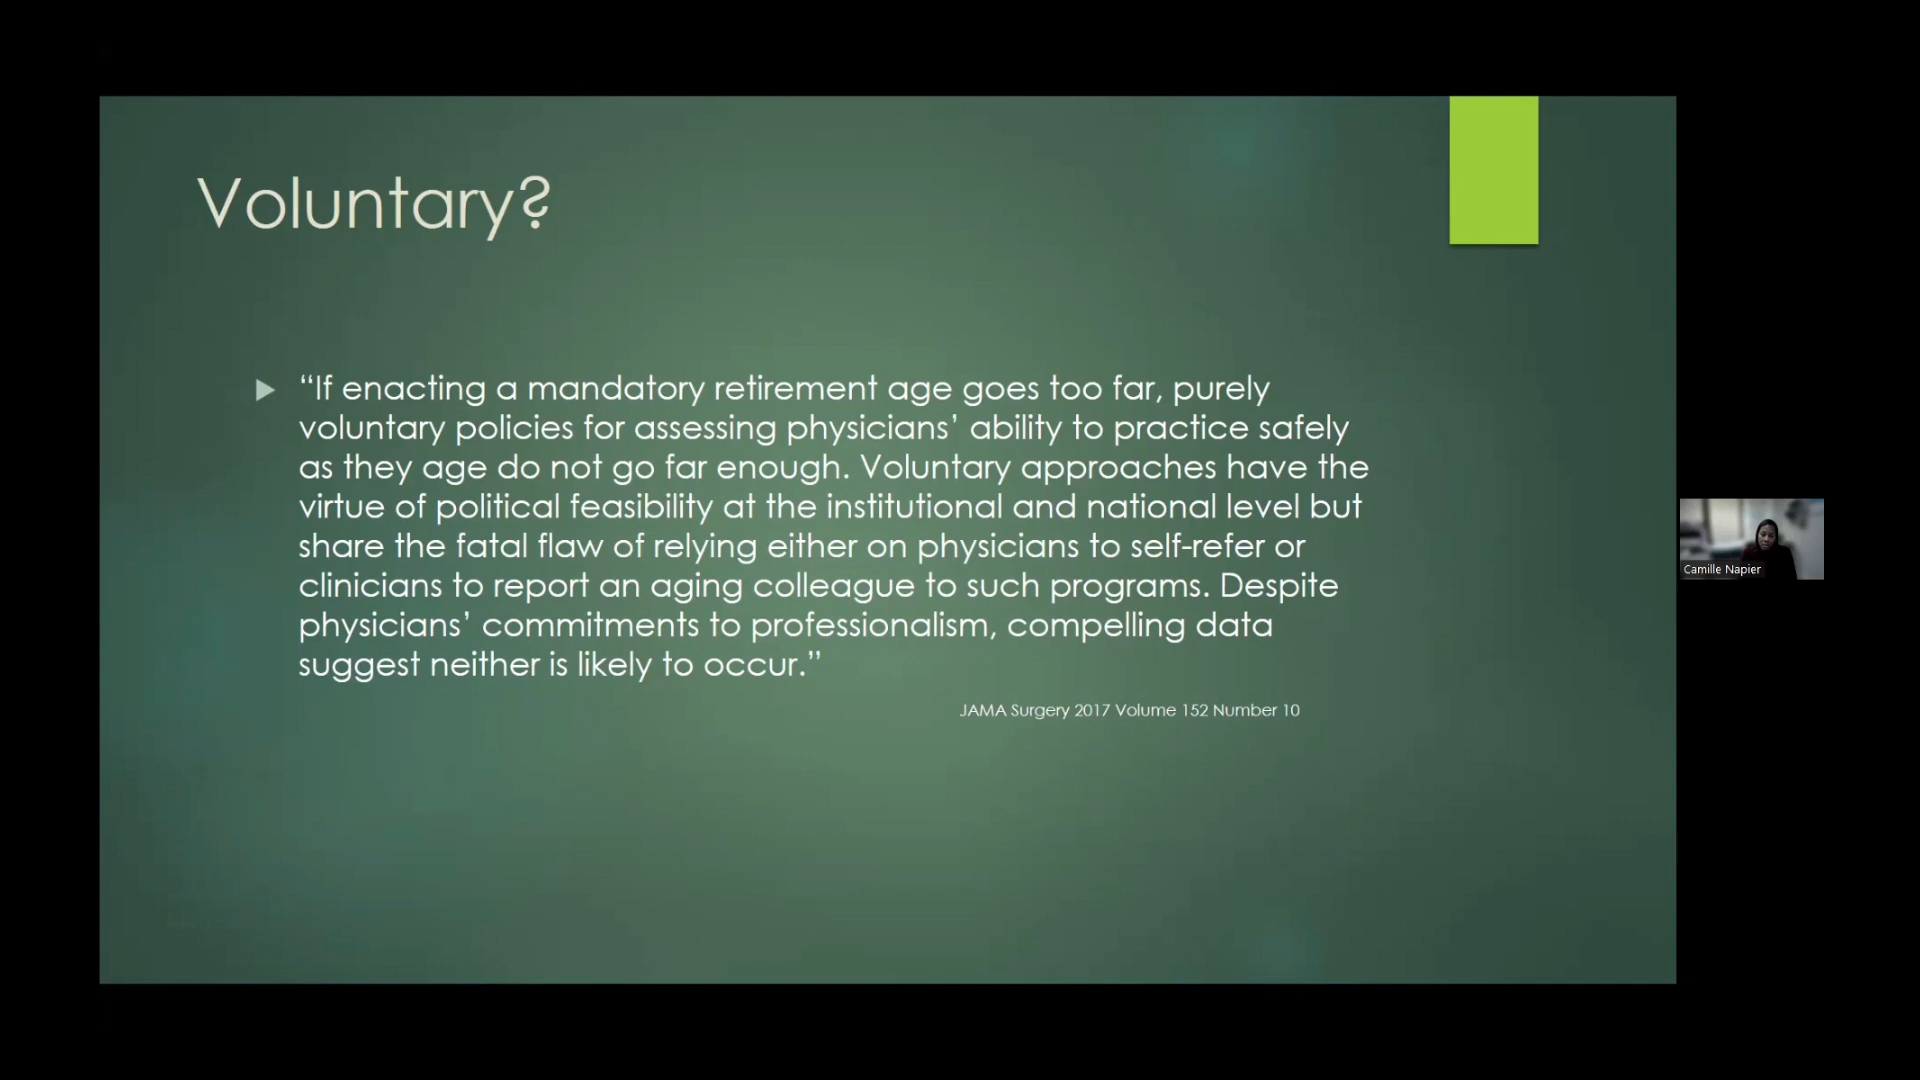 Voluntary?
“If enacting a mandatory retirement age goes too far, purely
voluntary policies for assessing physicians’ ability to practice safely
as they age do not go far enough. Voluntary approaches have the
virtue of political feasibility at the institutional and national level but
share the fatal flaw of relying either on physicians to self-refer or
clinicians to report an aging colleague to such programs. Despite
physicians’ commitments to professionalism, compelling data
suggest neither is likely to occur.”
JAMA Surgery 2017 Volume 152 Number 10
Camille Napier